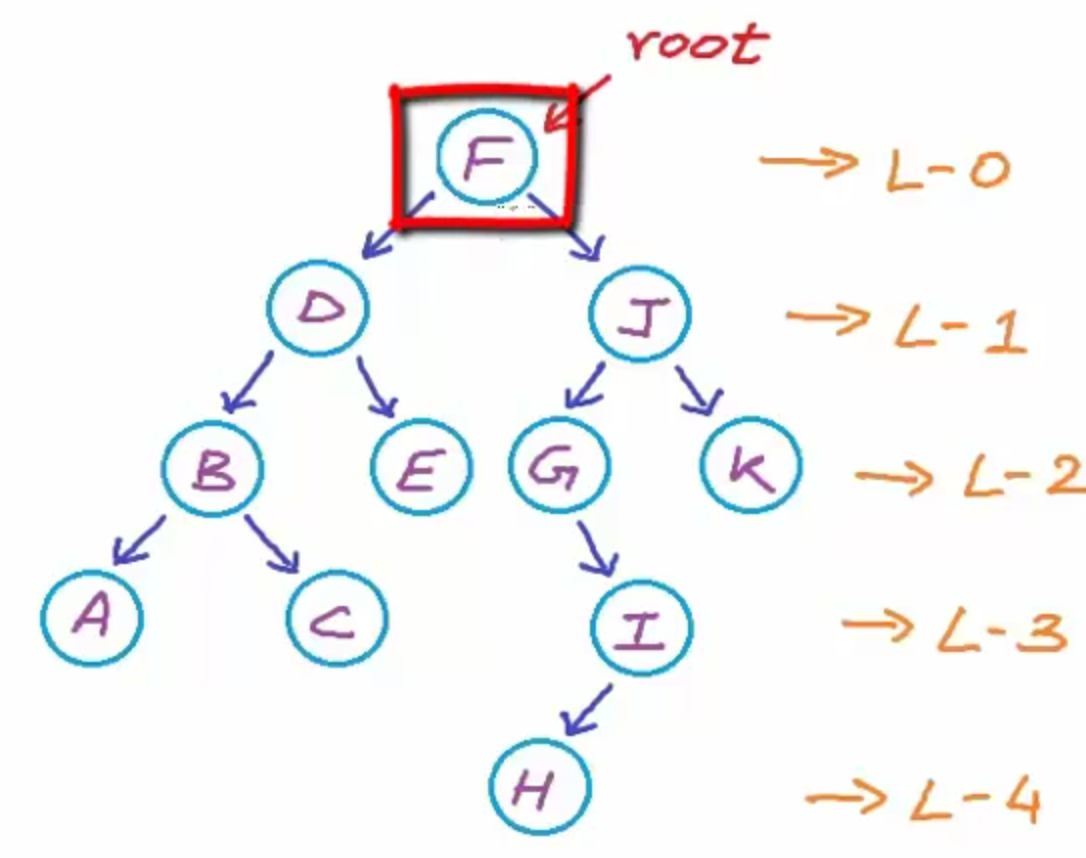 root
F
→ L-0
D
J
→ L-1
B
E
G
K
→ L-2
A
C
I
→ L-3
H
→ L-4